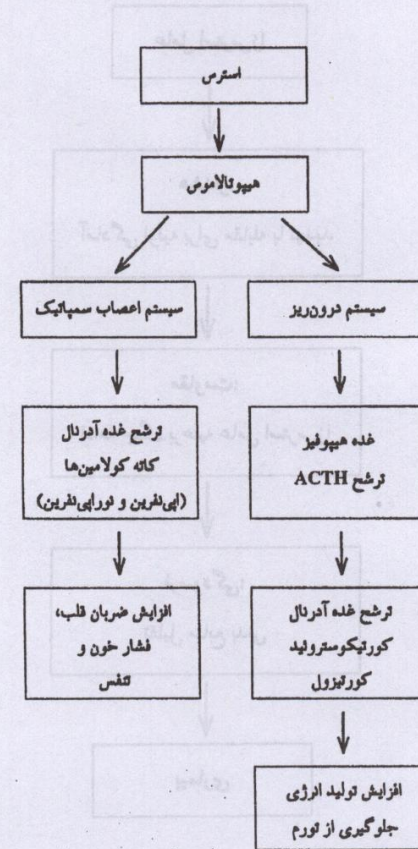 استرس
هیپوتالاموس
سیستم درون‌ریز
سیستم اعصاب سمپاتیک
غده هیپوفیز
ترشح ACTH
ترشح غده آدرنال
کاته کولامین‌ها
(اپی‌نفرین و نوراپی‌نفرین)
ترشح غده آدرنال
کورتیکوستروئید
کورتیزول
افزایش ضربان قلب،
فشار خون و
تنفس
افزایش تولید انرژی
جلوگیری از تورم